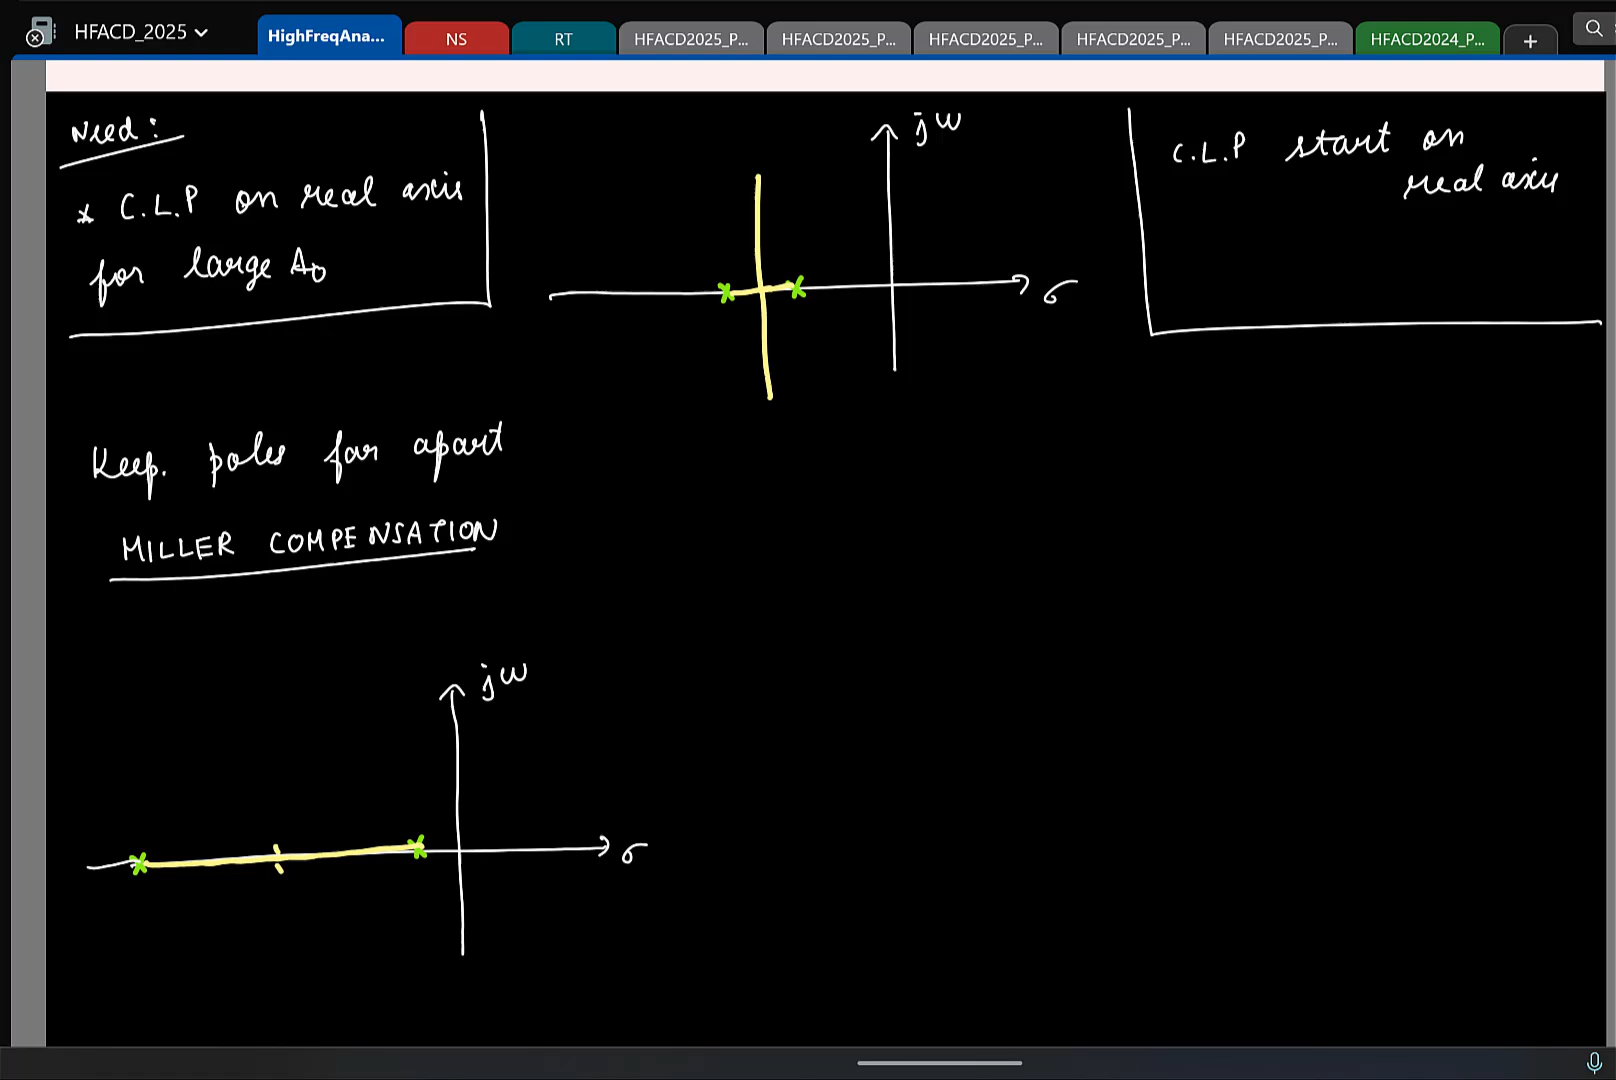 HFACD_2025
HighFreqAna...
NS
RT
HFACD2025_P...
HFACD2025_P...
HFACD2025_P...
HFACD2025_P...
HFACD2025_P...
HFACD2024_P...
+
Need:
* C.L.P on real axis
for large A0
jω
σ
C.L.P start on
real axis
Keep. poles far apart
MILLER COMPENSATION
jω
σ